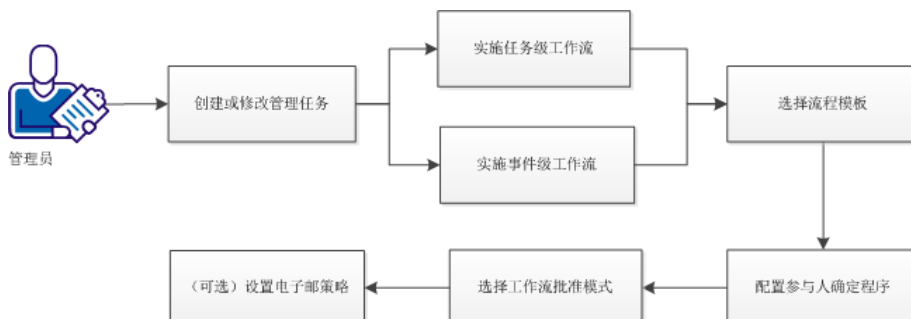 管理员
创建或修改管理任务
实施任务级工作流
实施事件级工作流
选择流程模板
配置参与人确定程序
选择工作流批准模式
（可选）设置电子邮策略